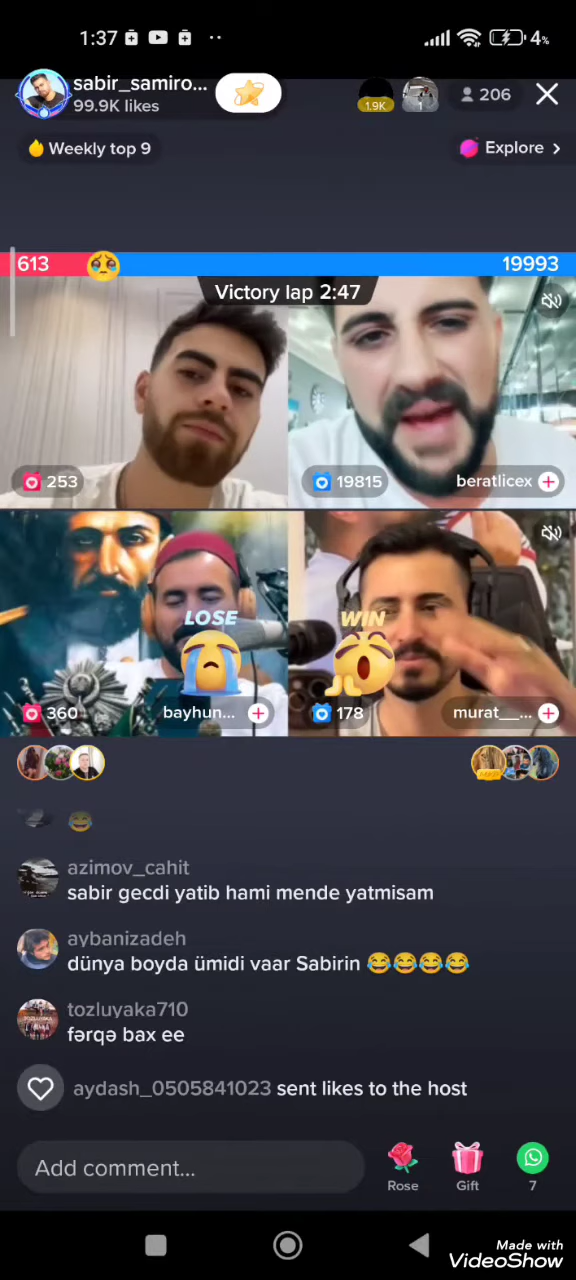 1:37
4%
sabir_samiro...
99.9K likes
1.9K
1
206
Weekly top 9
Explore
613
19993
Victory lap 2:47
253
19815
beratlicex
LOSE
WIN
360
bayhun...
178
murat__...
azimov_cahit
sabir gecdi yatib hami mende yatmisam
aybanizadeh
dünya boyda ümidi vaar Sabirin 😂😂😂😂
tozluyaka710
fərqə bax ee
aydash_0505841023 sent likes to the host
Add comment...
Rose
Gift
7
Made with
VideoShow